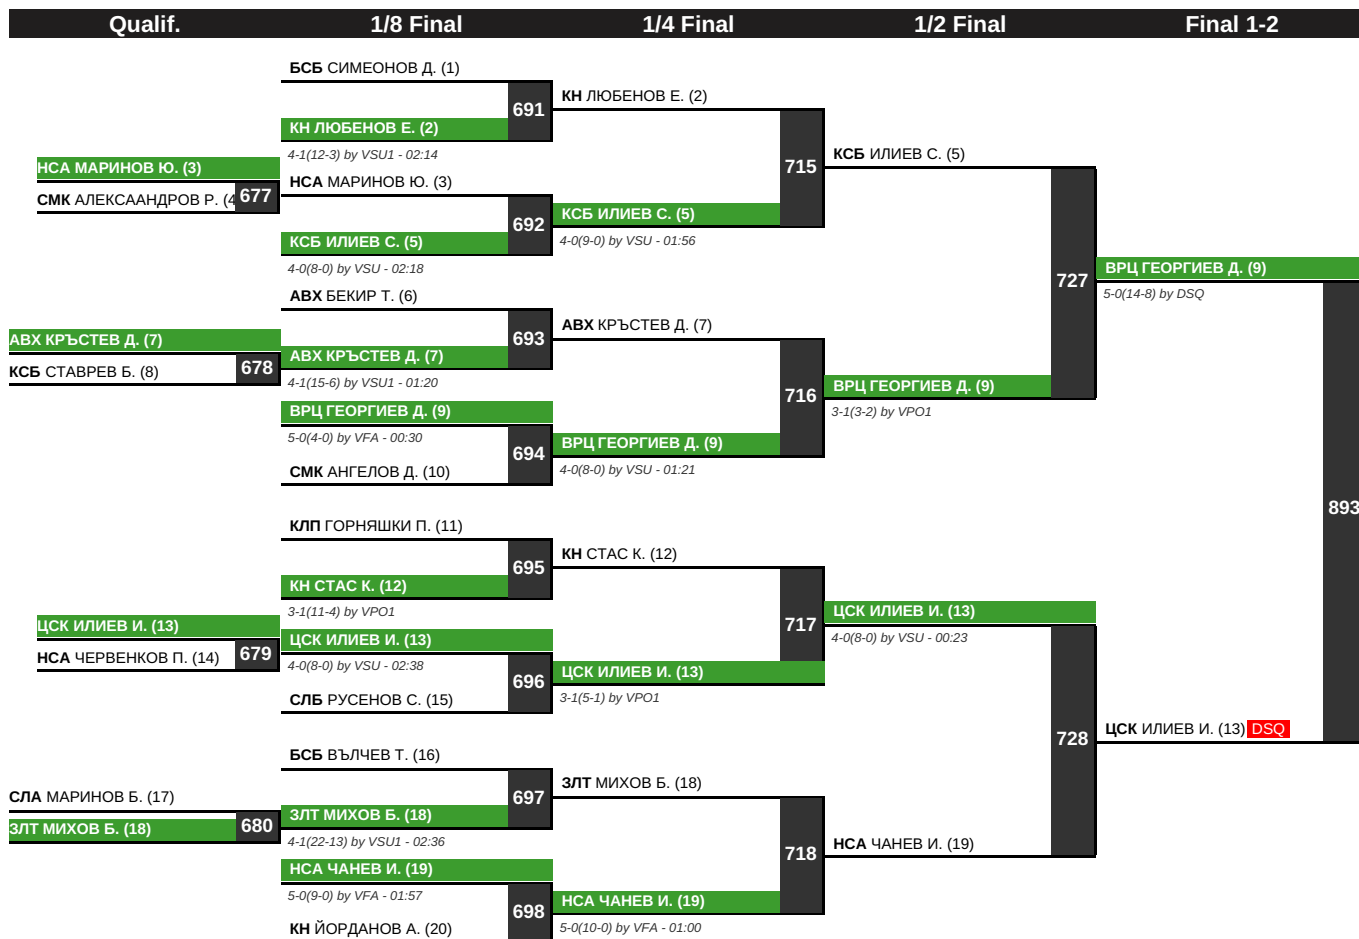 Qualif.
1/8 Final
1/4 Final
1/2 Final
Final 1-2
НСА МАРИНОВ Ю. (3)
СМК АЛЕКСААНДРОВ Р. (4
677
АВХ КРЪСТЕВ Д. (7)
КСБ СТАВРЕВ Б. (8)
678
ЦСК ИЛИЕВ И. (13)
НСА ЧЕРВЕНКОВ П. (14)
679
СЛА МАРИНОВ Б. (17)
ЗЛТ МИХОВ Б. (18)
680
БСБ СИМЕОНОВ Д. (1)
691
КН ЛЮБЕНОВ Е. (2)
4-1(12-3) by VSU1 - 02:14
НСА МАРИНОВ Ю. (3)
692
КСБ ИЛИЕВ С. (5)
4-0(8-0) by VSU - 02:18
АВХ БЕКИР Т. (6)
693
АВХ КРЪСТЕВ Д. (7)
4-1(15-6) by VSU1 - 01:20
ВРЦ ГЕОРГИЕВ Д. (9)
5-0(4-0) by VFA - 00:30
694
СМК АНГЕЛОВ Д. (10)
КЛП ГОРНЯШКИ П. (11)
695
КН СТАС К. (12)
3-1(11-4) by VPO1
ЦСК ИЛИЕВ И. (13)
4-0(8-0) by VSU - 02:38
696
СЛБ РУСЕНОВ С. (15)
БСБ ВЪЛЧЕВ Т. (16)
697
ЗЛТ МИХОВ Б. (18)
4-1(22-13) by VSU1 - 02:36
НСА ЧАНЕВ И. (19)
5-0(9-0) by VFA - 01:57
698
КН ЙОРДАНОВ А. (20)
КН ЛЮБЕНОВ Е. (2)
715
КСБ ИЛИЕВ С. (5)
4-0(9-0) by VSU - 01:56
АВХ КРЪСТЕВ Д. (7)
716
ВРЦ ГЕОРГИЕВ Д. (9)
4-0(8-0) by VSU - 01:21
КН СТАС К. (12)
717
ЦСК ИЛИЕВ И. (13)
3-1(5-1) by VPO1
ЗЛТ МИХОВ Б. (18)
718
НСА ЧАНЕВ И. (19)
5-0(10-0) by VFA - 01:00
КСБ ИЛИЕВ С. (5)
727
ВРЦ ГЕОРГИЕВ Д. (9)
3-1(3-2) by VPO1
ЦСК ИЛИЕВ И. (13)
4-0(8-0) by VSU - 00:23
728
НСА ЧАНЕВ И. (19)
ВРЦ ГЕОРГИЕВ Д. (9)
5-0(14-8) by DSQ
893
ЦСК ИЛИЕВ И. (13) DSQ